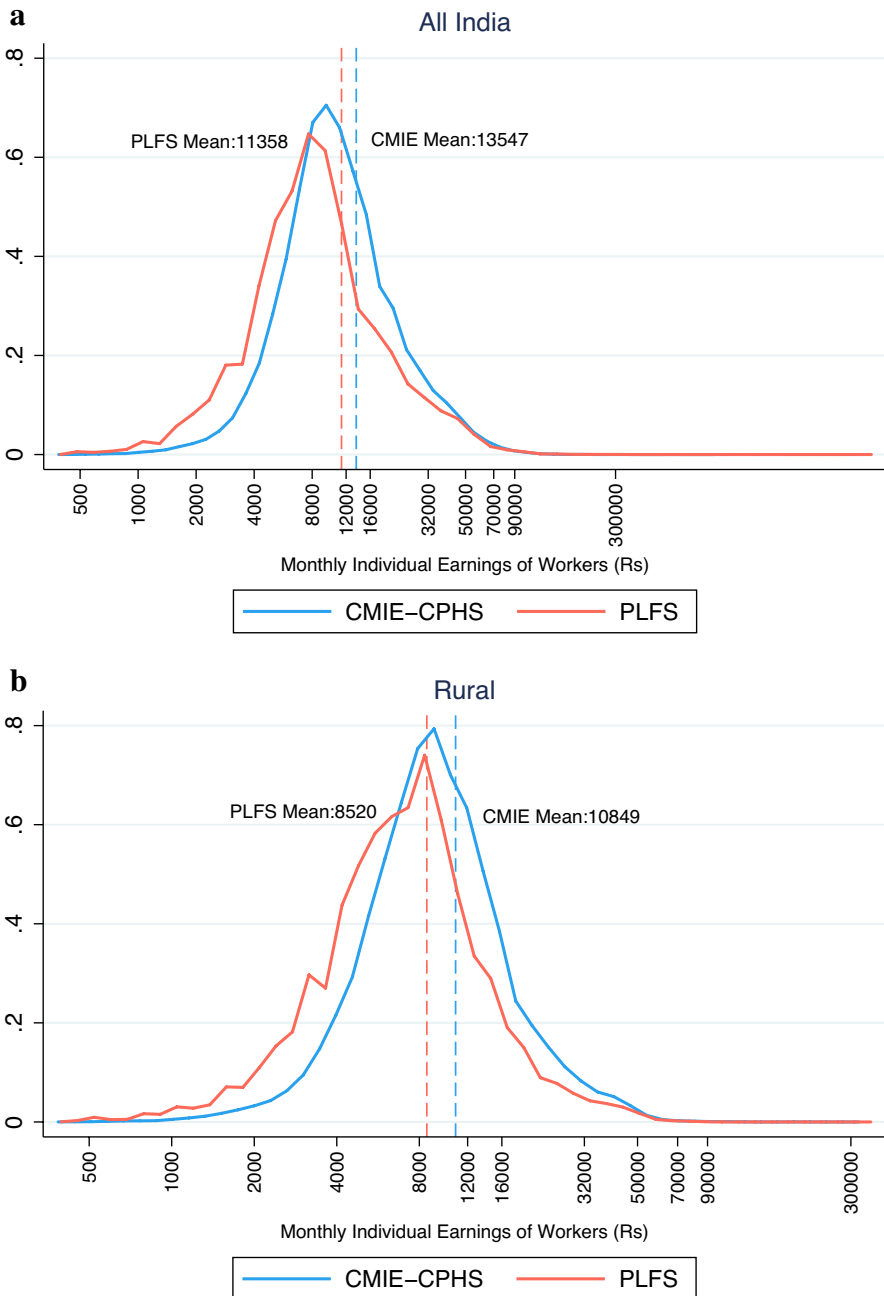 a
All India
.8
.6
.4
.2
0
PLFS Mean:11358
CMIE Mean:13547
500
1000
2000
4000
8000
12000
16000
32000
50000
70000
90000
300000
Monthly Individual Earnings of Workers (Rs)
CMIE−CPHS PLFS
b
Rural
.8
.6
.4
.2
0
PLFS Mean:8520
CMIE Mean:10849
500
1000
2000
4000
8000
12000
16000
32000
50000
70000
90000
300000
Monthly Individual Earnings of Workers (Rs)
CMIE−CPHS PLFS